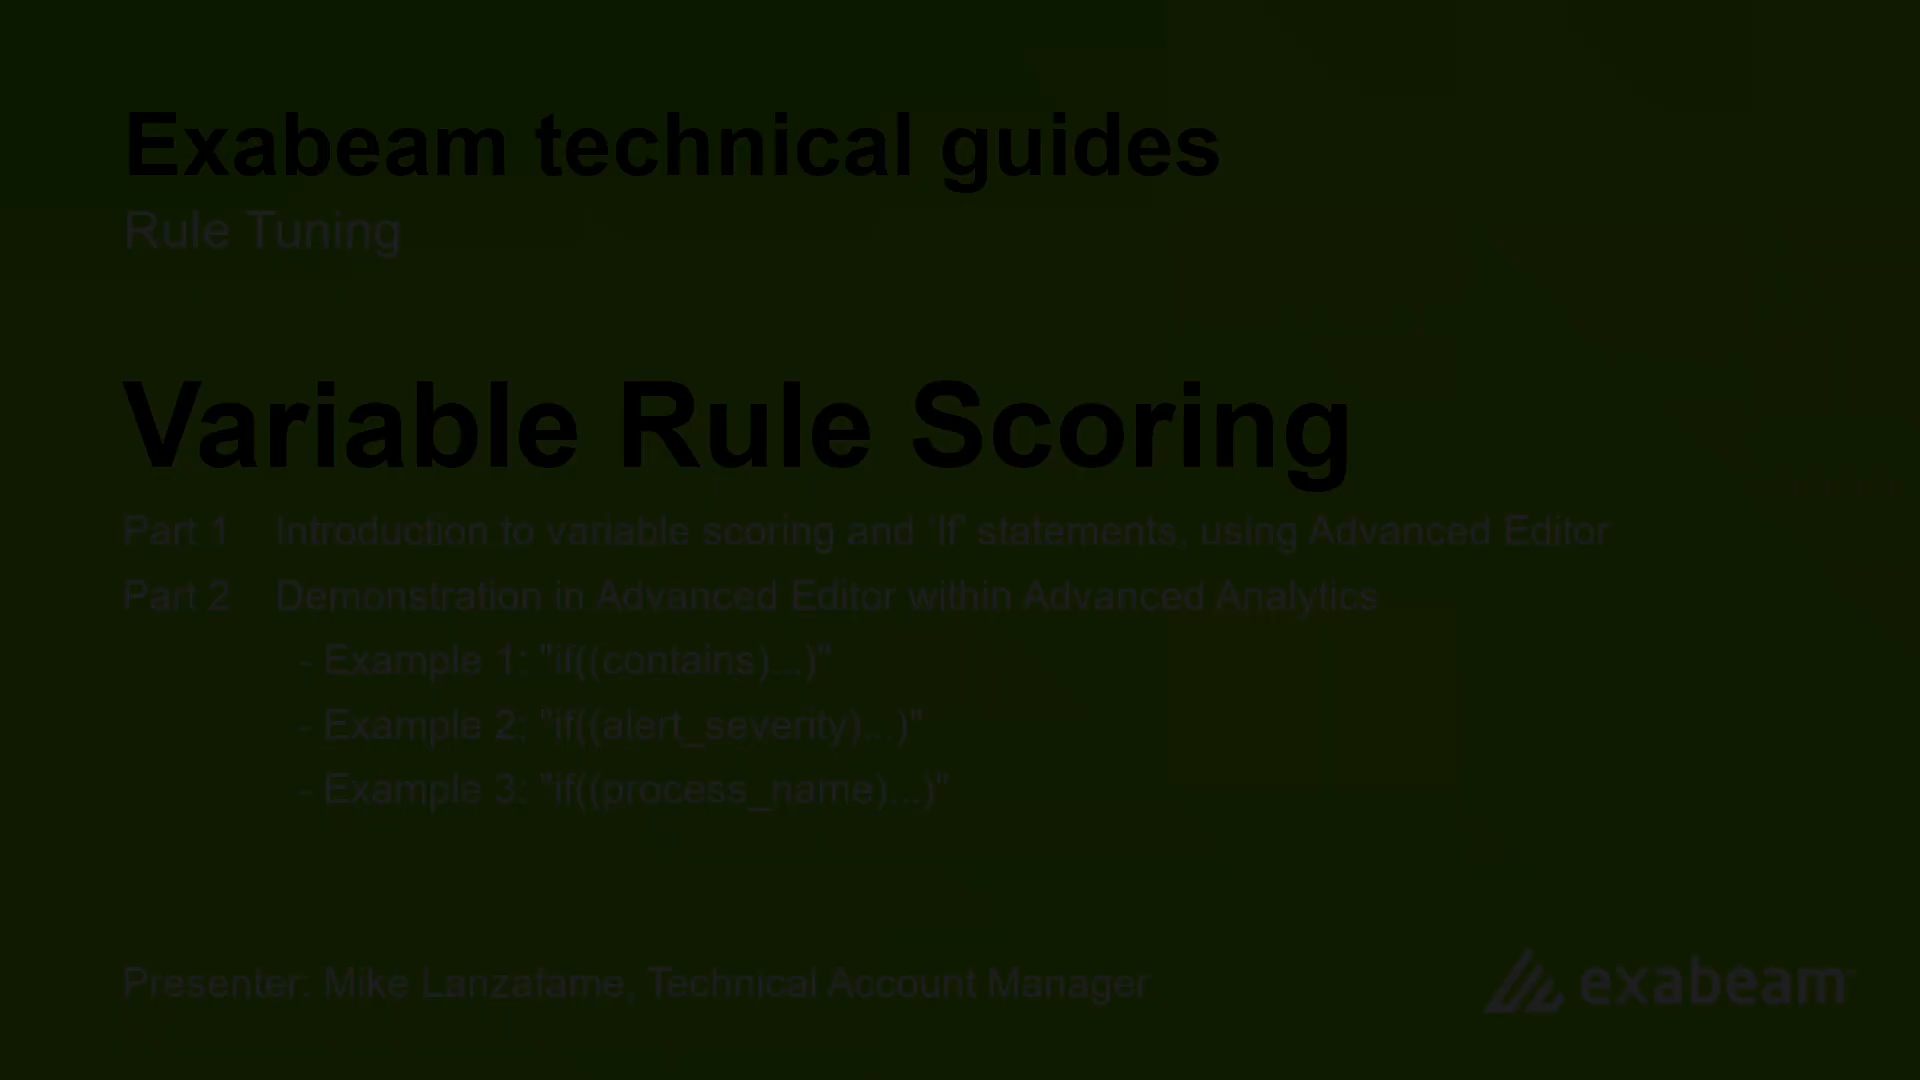 Exabeam technical guides
Rule Tuning
Variable Rule Scoring
Part 1 Introduction to variable scoring and 'If' statements, using Advanced Editor
Part 2 Demonstration in Advanced Editor within Advanced Analytics
- Example 1: "if((contains)...)"
- Example 2: "if((alert_severity)...)"
- Example 3: "if((process_name)...)"
Presenter: Mike Lanzafame, Technical Account Manager
exabeam